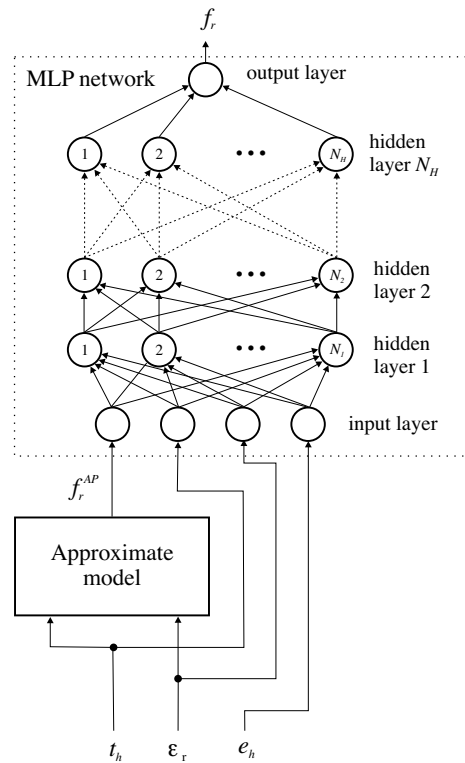 f_r
MLP network
output layer
1 2 ••• N_H
hidden
layer N_H
1 2 ••• N_2
hidden
layer 2
1 2 ••• N_1
hidden
layer 1
input layer
f_r^AP
Approximate
model
t_h ε_r e_h